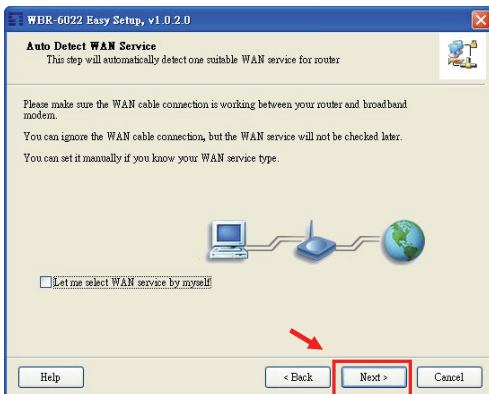 WBR-6022 Easy Setup, v1.0.2.0
Auto Detect WAN Service
This step will automatically detect one suitable WAN service for router
Please make sure the WAN cable connection is working between your router and broadband
modem.
You can ignore the WAN cable connection, but the WAN service will not be checked later.
You can set it manually if you know your WAN service type.
Let me select WAN service by myself
Help
< Back
Next >
Cancel